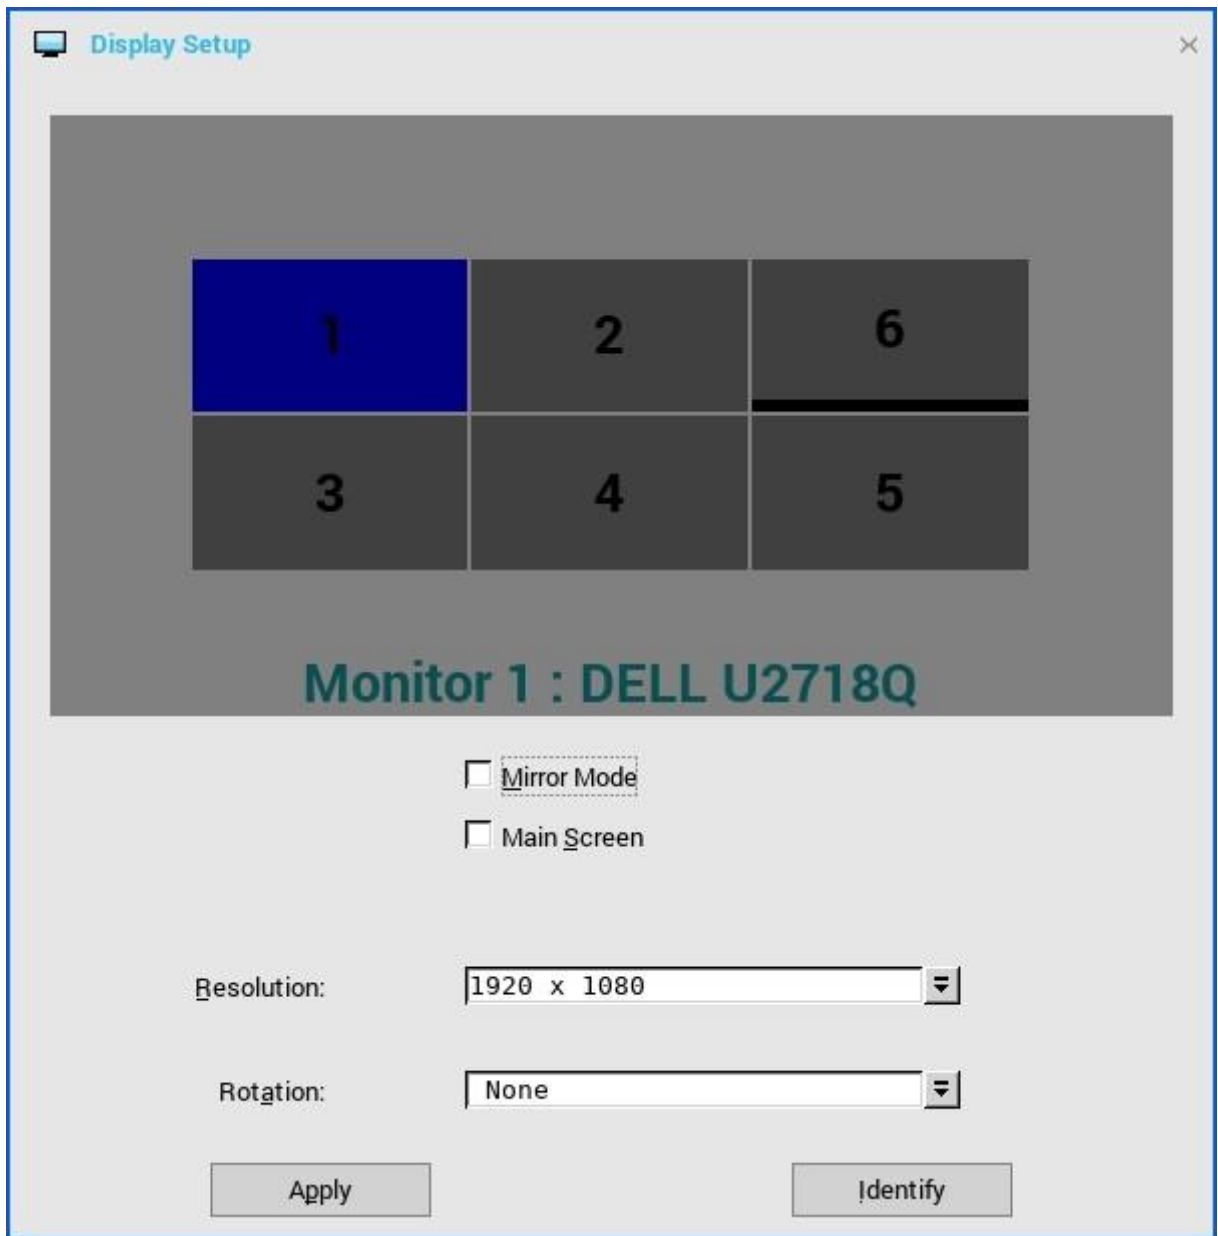 Display Setup
1 2 6
3 4 5
Monitor 1 : DELL U2718Q
Mirror Mode
Main Screen
Resolution: 1920 x 1080
Rotation: None
Apply Identify